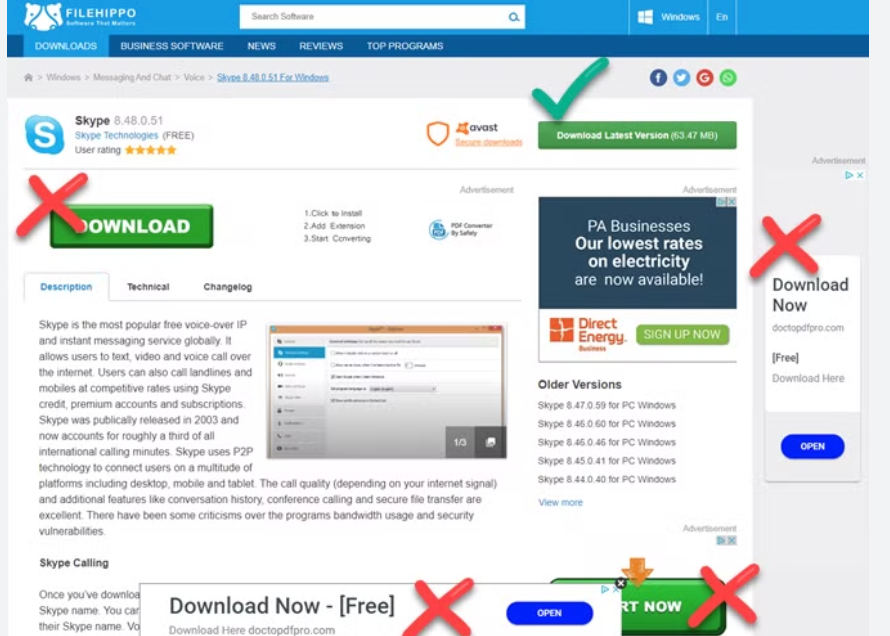 FILEHIPPO
Software That Matters
Search Software
Windows
En
DOWNLOADS
BUSINESS SOFTWARE
NEWS
REVIEWS
TOP PROGRAMS
> Windows > Messaging And Chat > Voice > Skype 8.48.0.51 For Windows
Skype 8.48.0.51
Skype Technologies (FREE)
User rating
avast
Secure downloads
Download Latest Version (63.47 MB)
Advertisement
Advertisement
Advertisement
DOWNLOAD
1.Click to Install
2.Add Extension
3.Start Converting
PDF Converter
By Safely
PA Businesses
Our lowest rates
on electricity
are now available!
Direct
Energy.
Business
SIGN UP NOW
Download
Now
doctopdfpro.com
[Free]
Download Here
OPEN
Description
Technical
Changelog
Skype is the most popular free voice-over IP
and instant messaging service globally. It
allows users to text, video and voice call over
the internet. Users can also call landlines and
mobiles at competitive rates using Skype
credit, premium accounts and subscriptions.
Skype was publically released in 2003 and
now accounts for roughly a third of all
international calling minutes. Skype uses P2P
technology to connect users on a multitude of
platforms including desktop, mobile and tablet. The call quality (depending on your internet signal)
and additional features like conversation history, conference calling and secure file transfer are
excellent. There have been some criticisms over the programs bandwidth usage and security
vulnerabilities.
1/3
Older Versions
Skype 8.47.0.59 for PC Windows
Skype 8.46.0.60 for PC Windows
Skype 8.46.0.46 for PC Windows
Skype 8.45.0.41 for PC Windows
Skype 8.44.0.40 for PC Windows
View more
Advertisement
Skype Calling
Once you've downloa
Skype name. You can
their Skype name. Vo
Download Now - [Free]
Download Here doctopdfpro.com
OPEN
RT NOW